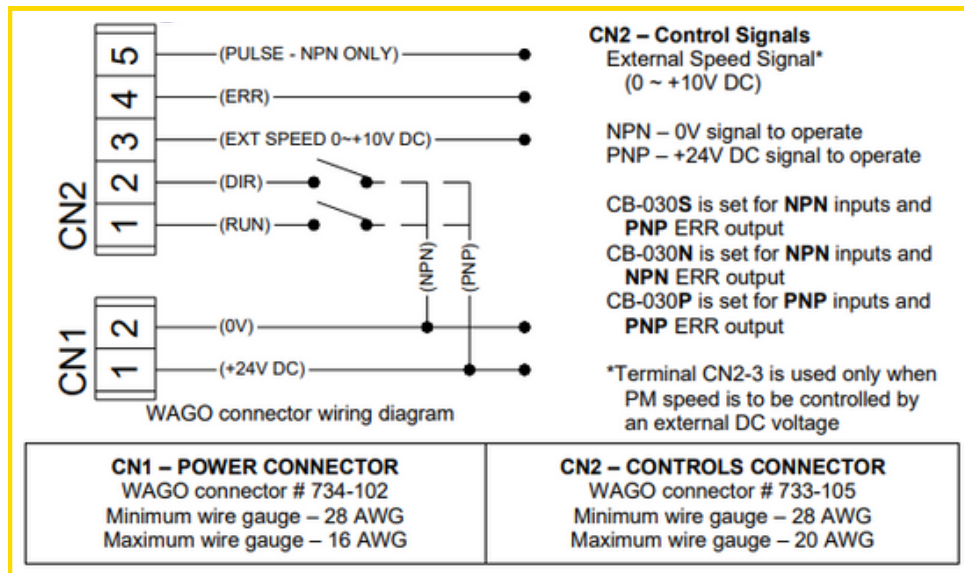 CN2
5
(PULSE - NPN ONLY)
4
(ERR)
3
(EXT SPEED 0~+10V DC)
2
(DIR)
1
(RUN)
(NPN)
(PNP)
CN1
2
(0V)
1
(+24V DC)
WAGO connector wiring diagram
CN2 – Control Signals
External Speed Signal*
(0 ~ +10V DC)
NPN – 0V signal to operate
PNP – +24V DC signal to operate
CB-030S is set for NPN inputs and
PNP ERR output
CB-030N is set for NPN inputs and
NPN ERR output
CB-030P is set for PNP inputs and
PNP ERR output
*Terminal CN2-3 is used only when
PM speed is to be controlled by
an external DC voltage
CN1 – POWER CONNECTOR
WAGO connector # 734-102
Minimum wire gauge – 28 AWG
Maximum wire gauge – 16 AWG
CN2 – CONTROLS CONNECTOR
WAGO connector # 733-105
Minimum wire gauge – 28 AWG
Maximum wire gauge – 20 AWG